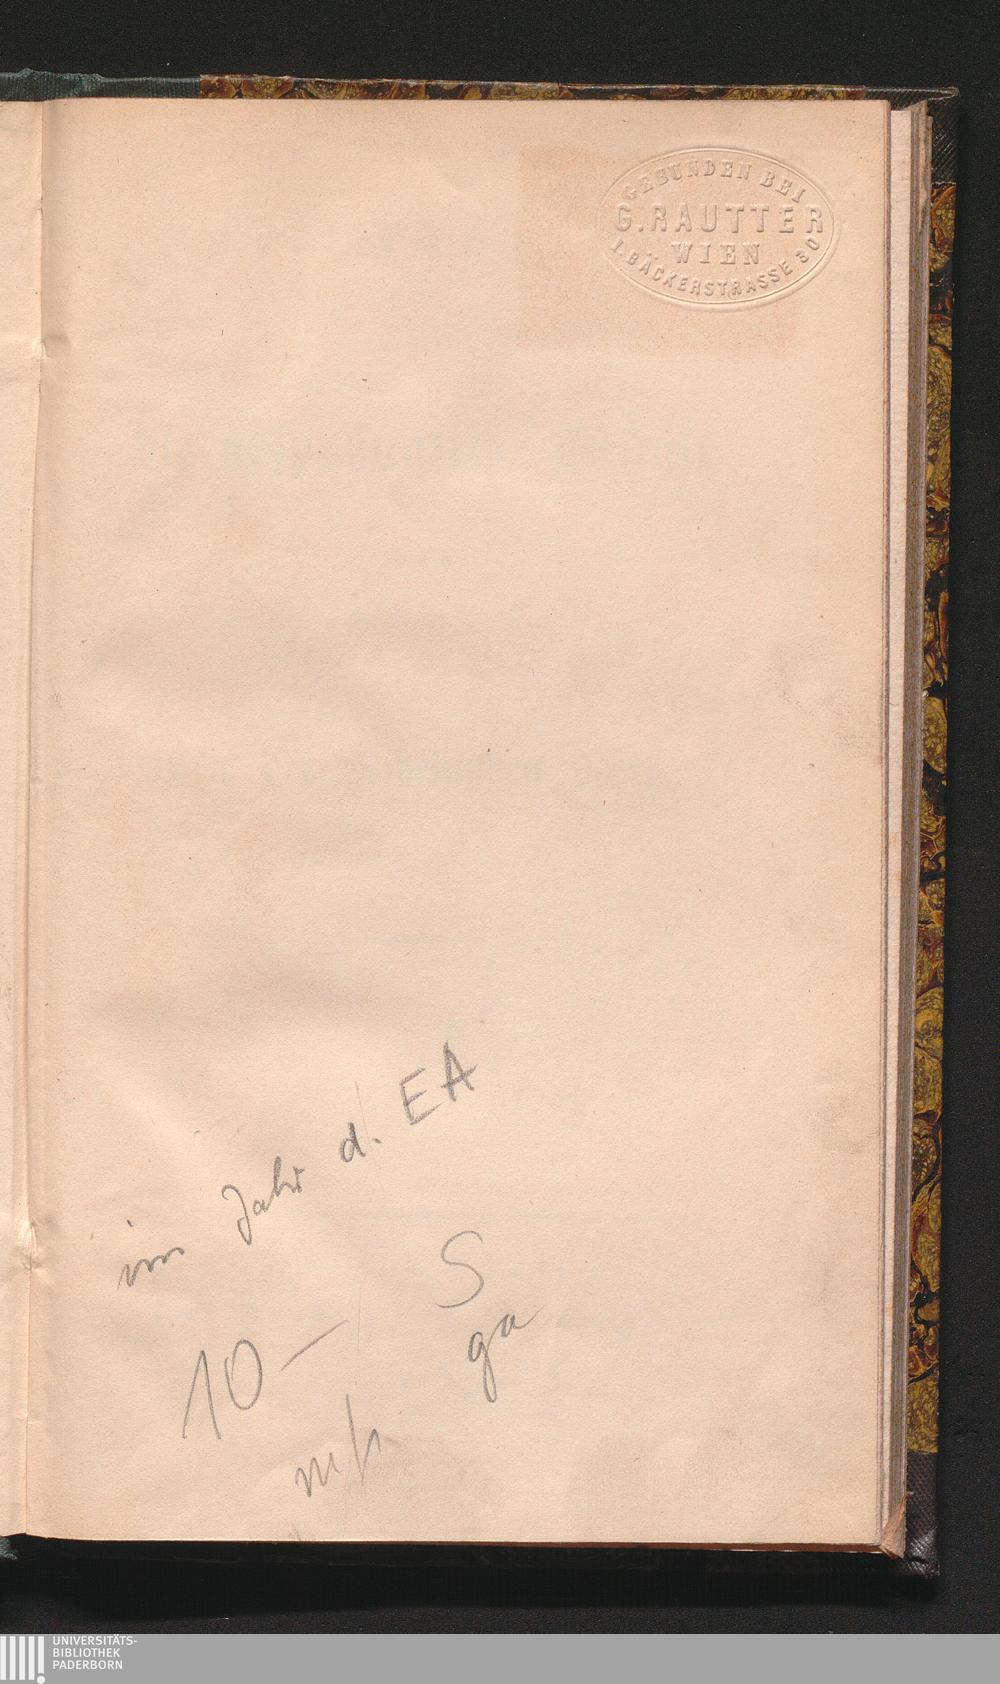 GEBUNDEN BEI
G. RAUTTER
WIEN
I. BÄCKERSTRASSE 30
im Jahr d. EA
10 – S
ga
UNIVERSITÄTS-
BIBLIOTHEK
PADERBORN